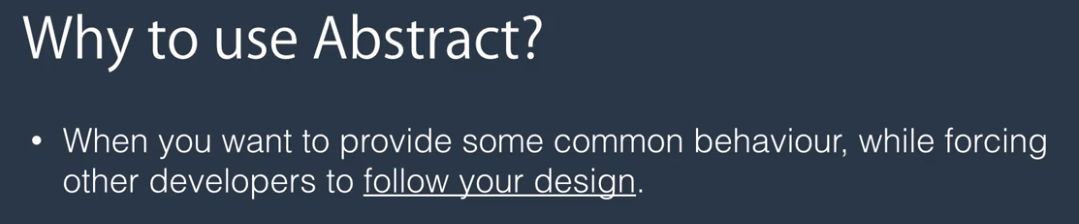 Why to use Abstract?
• When you want to provide some common behaviour, while forcing
other developers to follow your design.